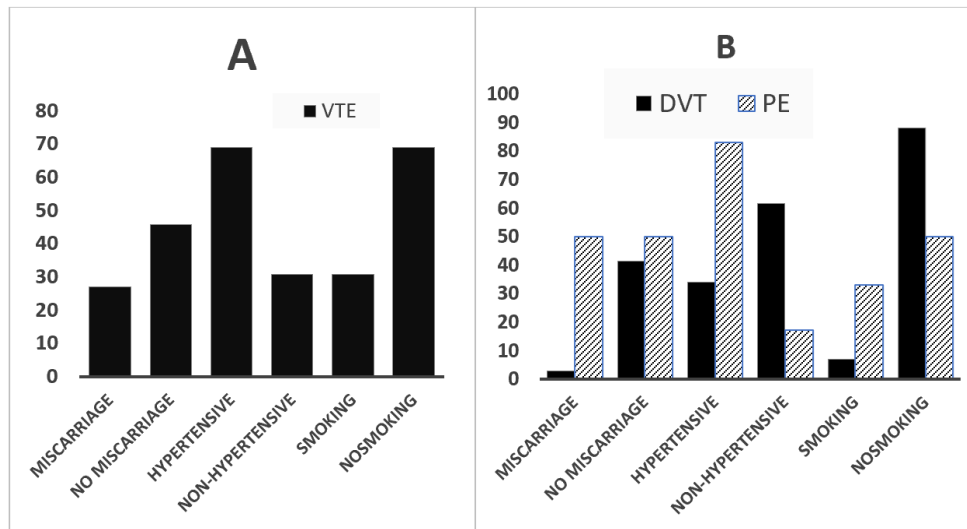 A
VTE
80
70
60
50
40
30
20
10
0
MISCARRIAGE
NO MISCARRIAGE
HYPERTENSIVE
NON-HYPERTENSIVE
SMOKING
NOSMOKING
B
DVT PE
100
90
80
70
60
50
40
30
20
10
0
MISCARRIAGE
NO MISCARRIAGE
HYPERTENSIVE
NON-HYPERTENSIVE
SMOKING
NOSMOKING